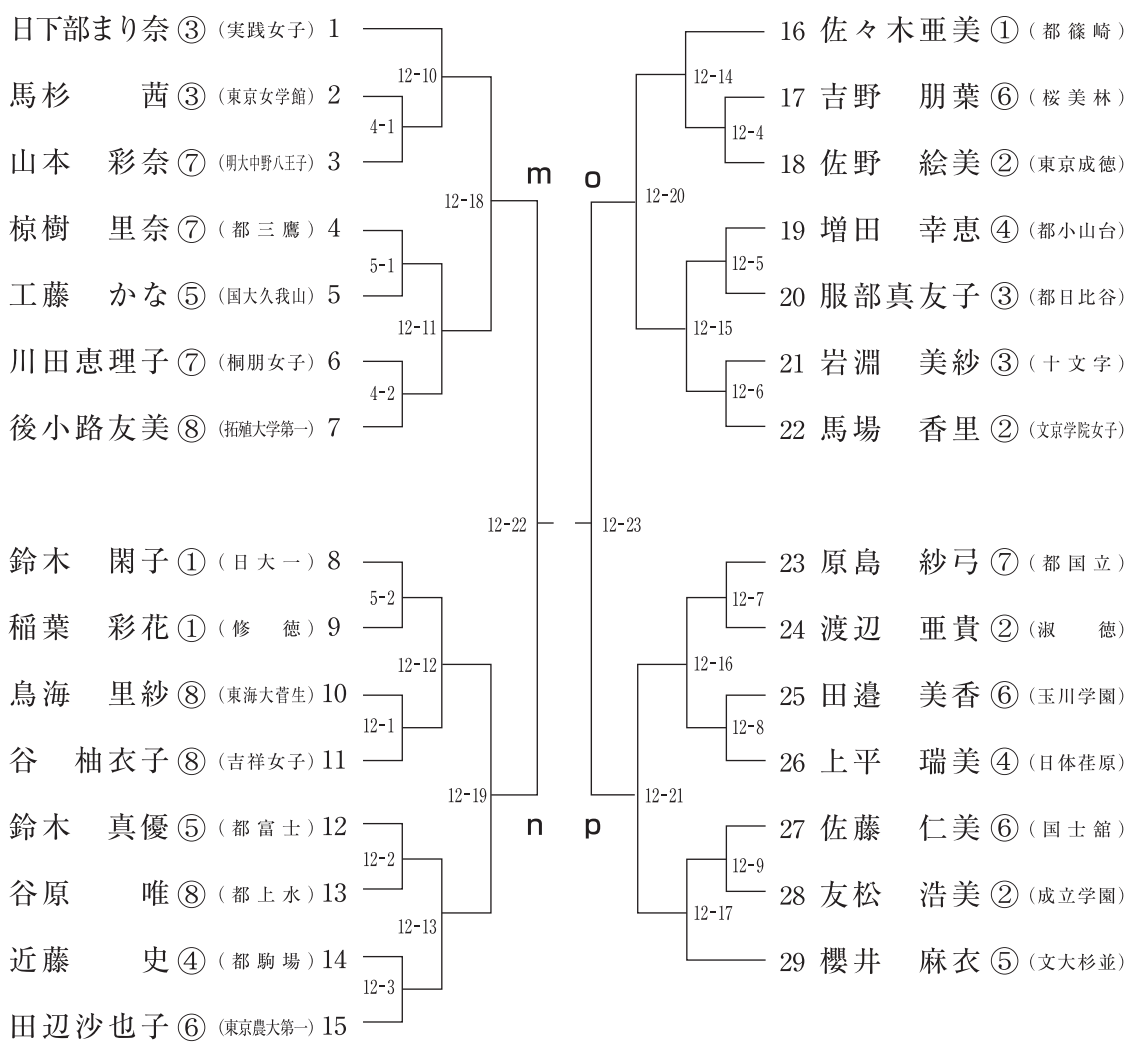 日下部まり奈 ③ (実践女子) 1
馬杉 茜 ③ (東京女学館) 2
山本 彩奈 ⑦ (明大中野八王子) 3
椋樹 里奈 ⑦ (都三鷹) 4
工藤 かな ⑤ (国大久我山) 5
川田恵理子 ⑦ (桐朋女子) 6
後小路友美 ⑧ (拓殖大学第一) 7
12-10
4-1
12-18
5-1
12-11
4-2
m
12-22
鈴木 閑子 ① (日大一) 8
稲葉 彩花 ① (修徳) 9
鳥海 里紗 ⑧ (東海大菅生) 10
谷 柚衣子 ⑧ (吉祥女子) 11
鈴木 真優 ⑤ (都富士) 12
谷原 唯 ⑧ (都上水) 13
近藤 史 ④ (都駒場) 14
田辺沙也子 ⑥ (東京農大第一) 15
5-2
12-12
12-1
12-19
12-2
12-13
12-3
n
o
16 佐々木亜美 ① (都篠崎)
17 吉野 朋葉 ⑥ (桜美林)
18 佐野 絵美 ② (東京成徳)
19 増田 幸恵 ④ (都小山台)
20 服部真友子 ③ (都日比谷)
21 岩淵 美紗 ③ (十文字)
22 馬場 香里 ② (文京学院女子)
12-14
12-4
12-20
12-5
12-15
12-6
12-23
23 原島 紗弓 ⑦ (都国立)
24 渡辺 亜貴 ② (淑徳)
25 田邉 美香 ⑥ (玉川学園)
26 上平 瑞美 ④ (日体荏原)
27 佐藤 仁美 ⑥ (国士舘)
28 友松 浩美 ② (成立学園)
29 櫻井 麻衣 ⑤ (文大杉並)
12-7
12-16
12-8
12-21
12-9
12-17
p